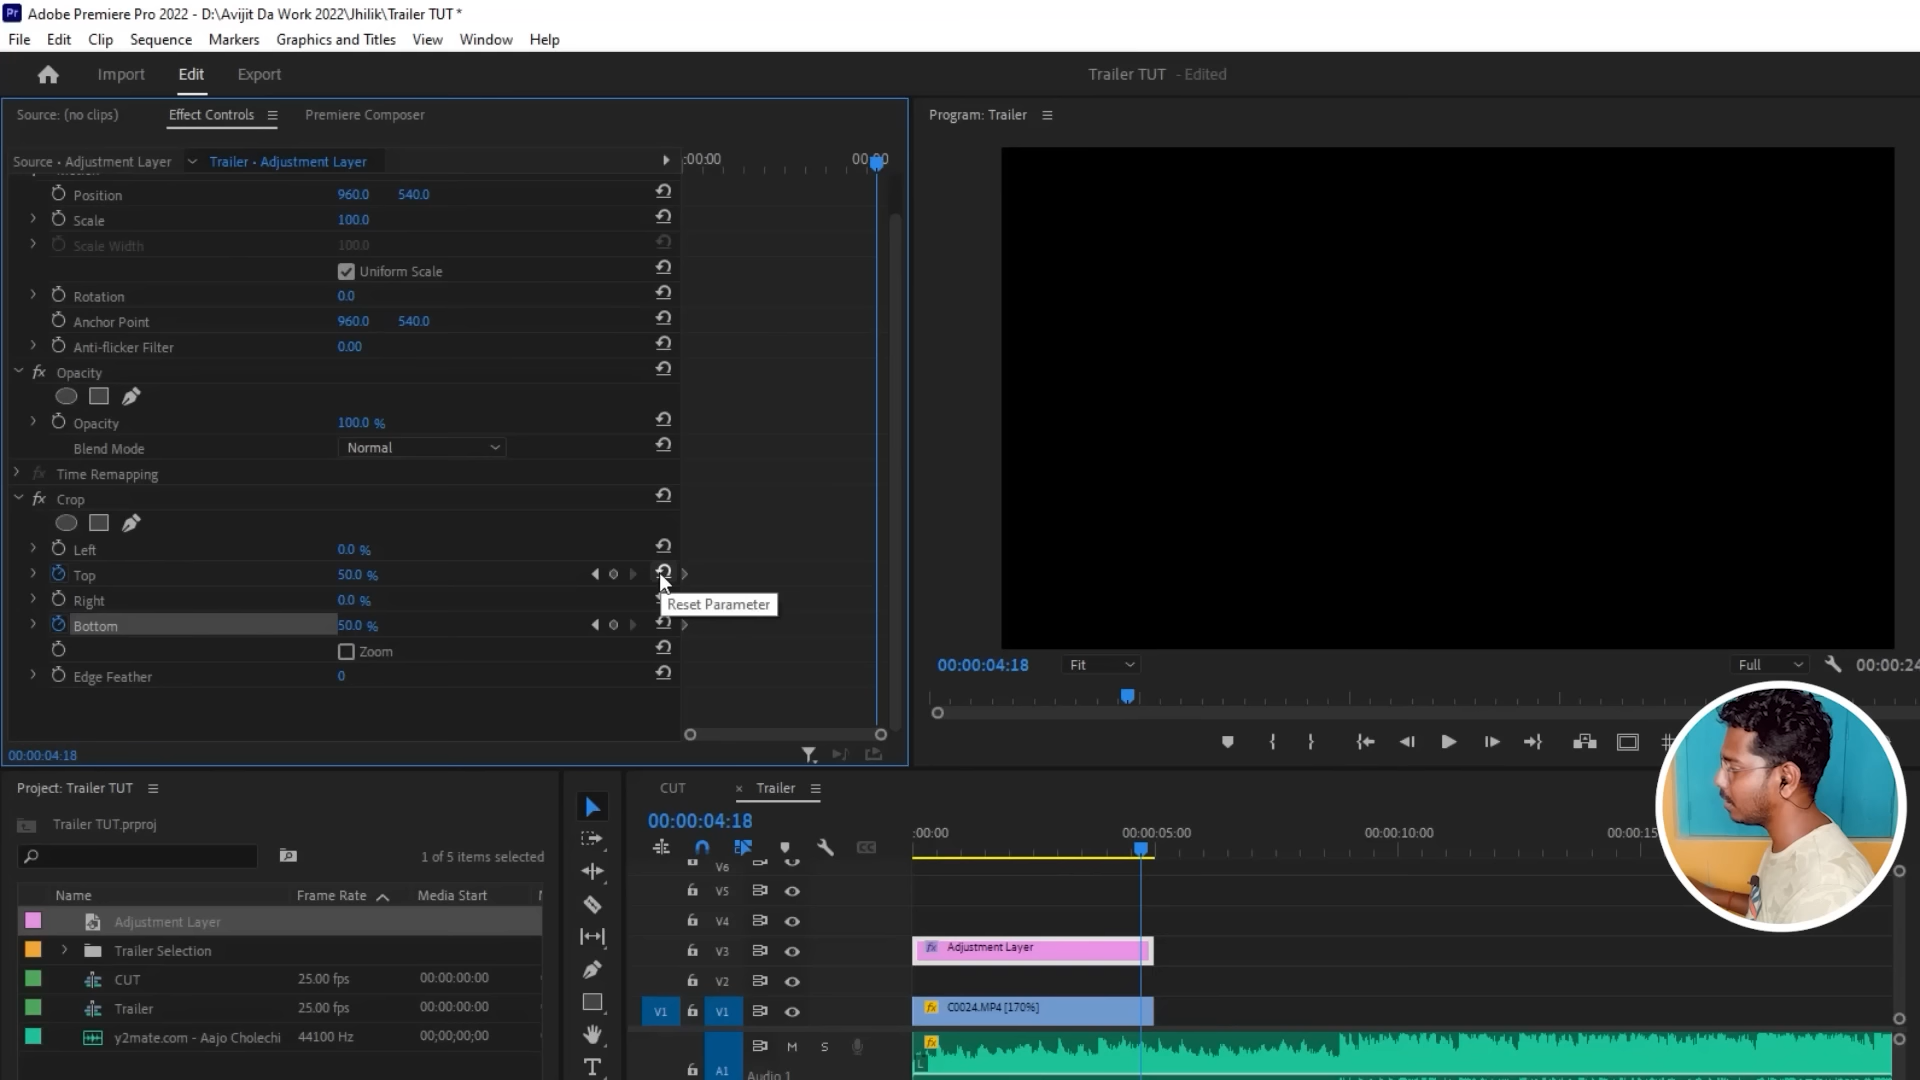 Pr Adobe Premiere Pro 2022 - D:\Avijit Da Work 2022\Jhilik\Trailer TUT *
File Edit Clip Sequence Markers Graphics and Titles View Window Help
Import Edit Export Trailer TUT - Edited
Source: (no clips) Effect Controls Premiere Composer Program: Trailer
Source • Adjustment Layer Trailer • Adjustment Layer :00:00
Position 960.0 540.0
Scale 100.0
Scale Width 100.0
Uniform Scale
Rotation 0.0
Anchor Point 960.0 540.0
Anti-flicker Filter 0.00
fx Opacity
Opacity 100.0 %
Blend Mode Normal
fx Time Remapping
fx Crop
Left 0.0 %
Top 50.0 %
Right 0.0 %
Reset Parameter
Bottom 50.0 %
Zoom
Edge Feather 0
00:00:04:18 Fit Full 00:00:24
00:00:04:18
Project: Trailer TUT CUT × Trailer
Trailer TUT.prproj 00:00:04:18
:00:00 00:00:05:00 00:00:10:00 00:00:15
1 of 5 items selected
Name Frame Rate Media Start
Adjustment Layer
Trailer Selection
CUT 25.00 fps 00:00:00:00
Trailer 25.00 fps 00:00:00:00
y2mate.com - Aajo Cholechi 44100 Hz 00;00;00;00
V6
V5
V4
V3 fx Adjustment Layer
V2
V1 V1 fx C0024.MP4 [170%]
M S fx
A1 Audio 1 L
T